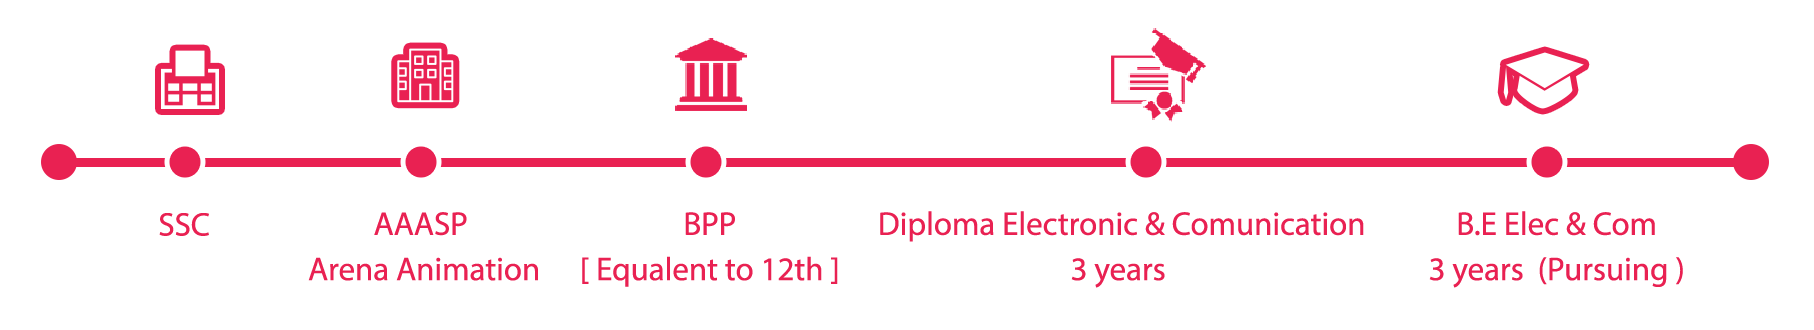 SSC
AAASP
Arena Animation
BPP
[ Equalent to 12th ]
Diploma Electronic & Comunication
3 years
B.E Elec & Com
3 years  (Pursuing )